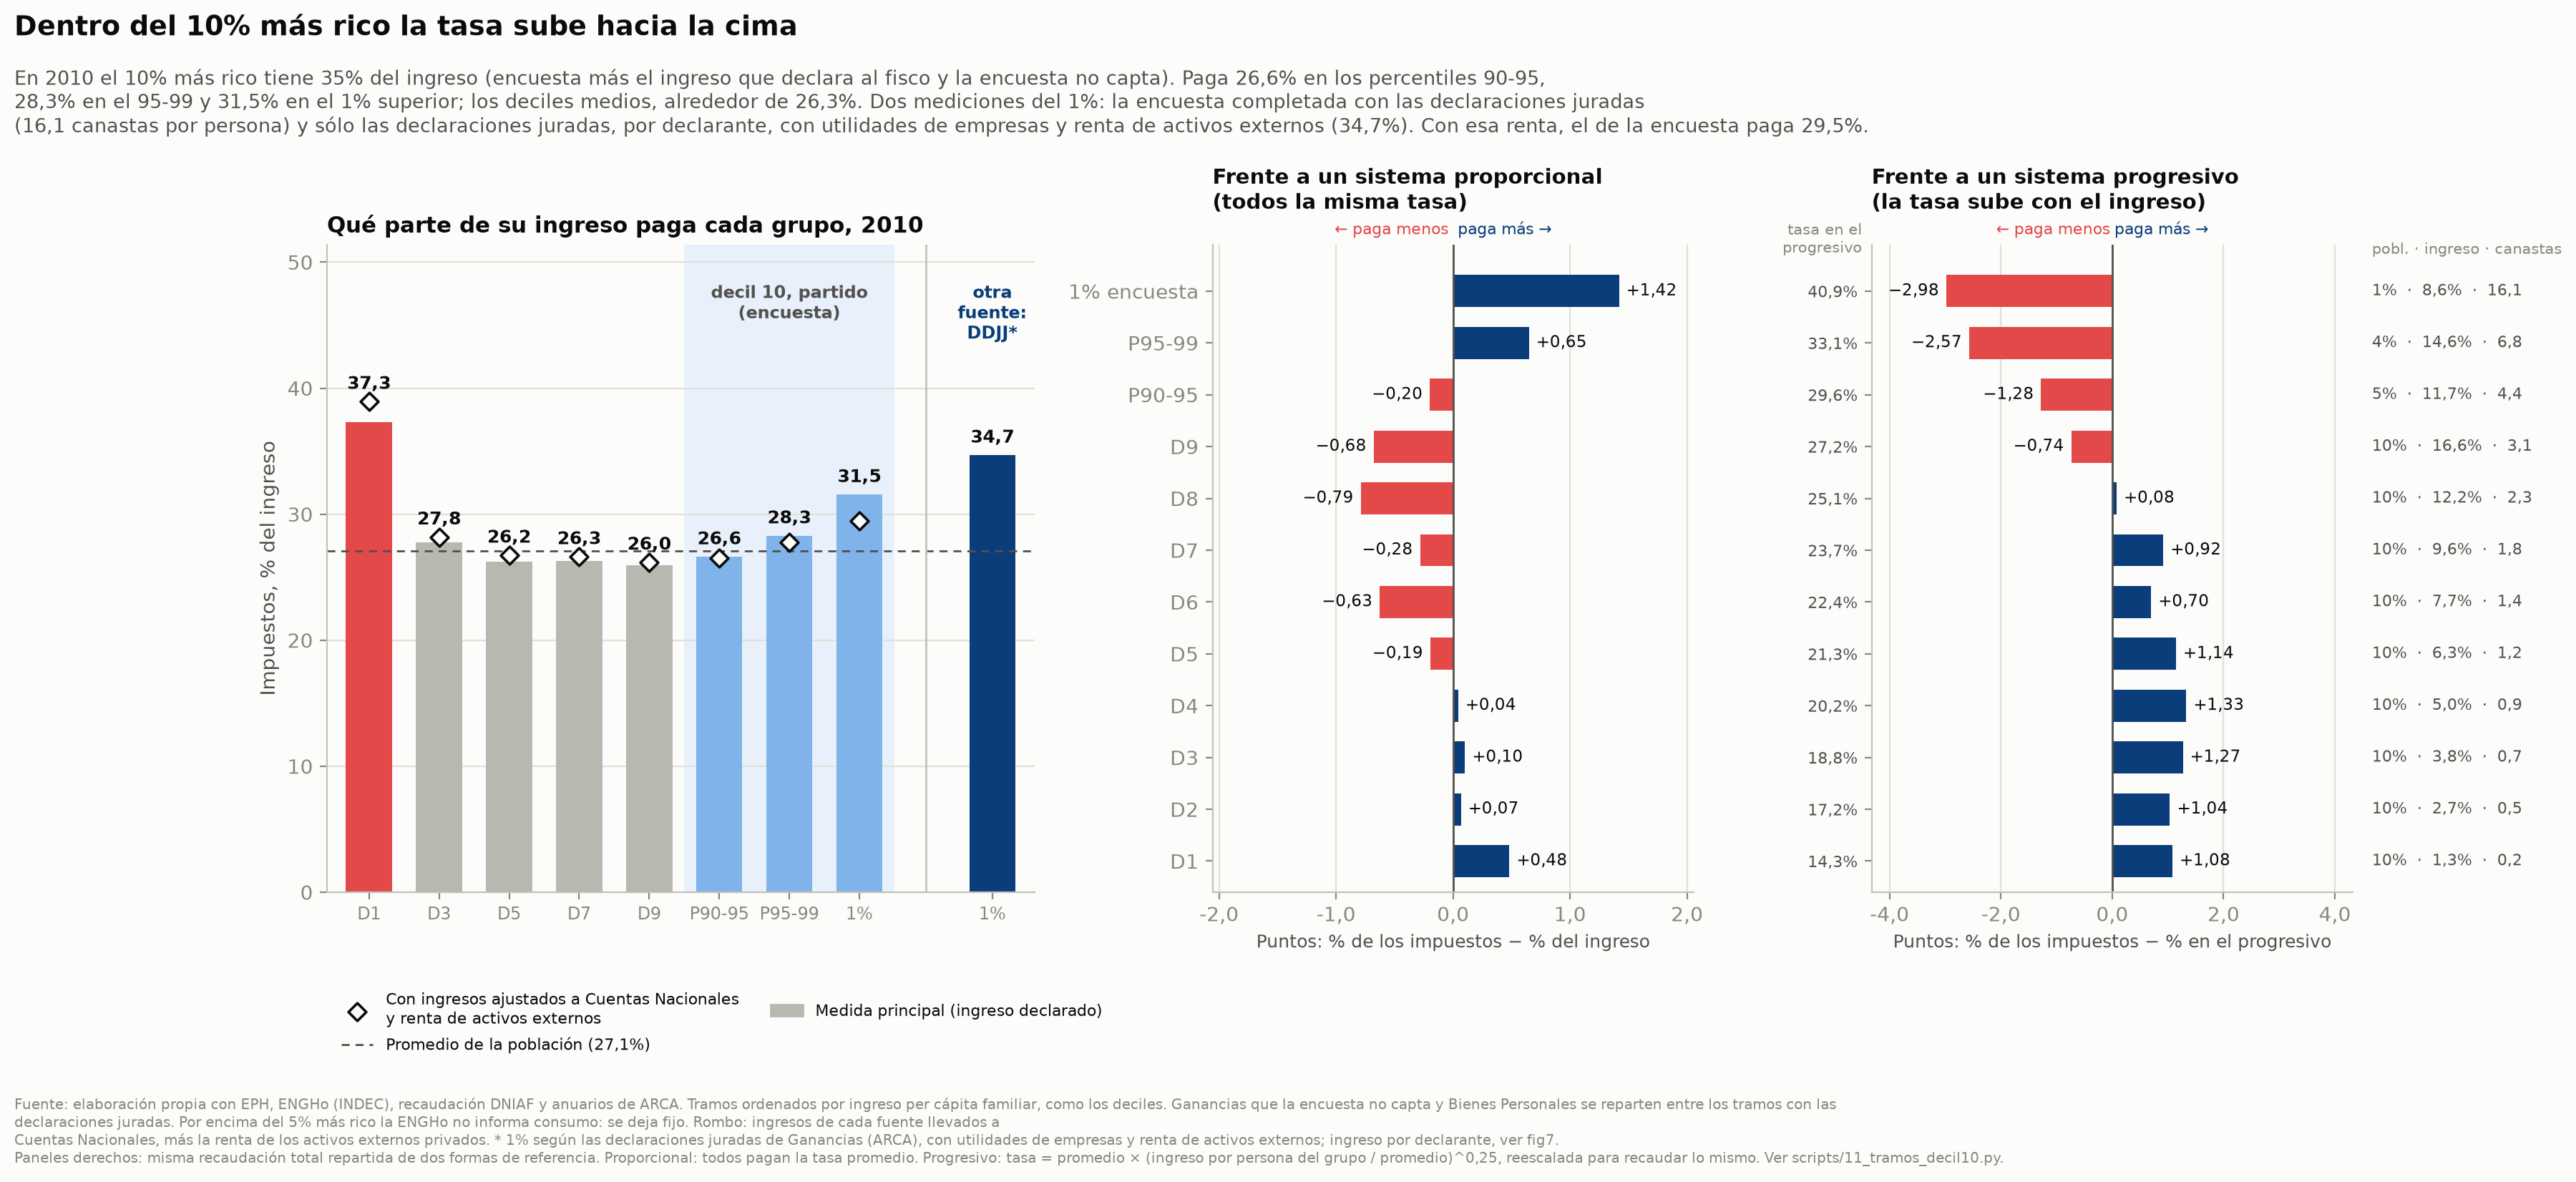 Dentro del 10% más rico la tasa sube hacia la cima
En 2010 el 10% más rico tiene 35% del ingreso (encuesta más el ingreso que declara al fisco y la encuesta no capta). Paga 26,6% en los percentiles 90-95,
28,3% en el 95-99 y 31,5% en el 1% superior; los deciles medios, alrededor de 26,3%. Dos mediciones del 1%: la encuesta completada con las declaraciones juradas
(16,1 canastas por persona) y sólo las declaraciones juradas, por declarante, con utilidades de empresas y renta de activos externos (34,7%). Con esa renta, el de la encuesta paga 29,5%.
Qué parte de su ingreso paga cada grupo, 2010
Impuestos, % del ingreso
50
40
30
20
10
0
decil 10, partido
(encuesta)
otra
fuente:
DDJJ*
37,3
27,8
26,2
26,3
26,0
26,6
28,3
31,5
34,7
D1
D3
D5
D7
D9
P90-95
P95-99
1%
1%
Con ingresos ajustados a Cuentas Nacionales
y renta de activos externos
Promedio de la población (27,1%)
Medida principal (ingreso declarado)
Frente a un sistema proporcional
(todos la misma tasa)
← paga menos paga más →
1% encuesta +1,42
P95-99 +0,65
P90-95 −0,20
D9 −0,68
D8 −0,79
D7 −0,28
D6 −0,63
D5 −0,19
D4 +0,04
D3 +0,10
D2 +0,07
D1 +0,48
-2,0 -1,0 0,0 1,0 2,0
Puntos: % de los impuestos − % del ingreso
Frente a un sistema progresivo
(la tasa sube con el ingreso)
tasa en el
progresivo
← paga menos paga más →
pobl. · ingreso · canastas
40,9% −2,98 1% · 8,6% · 16,1
33,1% −2,57 4% · 14,6% · 6,8
29,6% −1,28 5% · 11,7% · 4,4
27,2% −0,74 10% · 16,6% · 3,1
25,1% +0,08 10% · 12,2% · 2,3
23,7% +0,92 10% · 9,6% · 1,8
22,4% +0,70 10% · 7,7% · 1,4
21,3% +1,14 10% · 6,3% · 1,2
20,2% +1,33 10% · 5,0% · 0,9
18,8% +1,27 10% · 3,8% · 0,7
17,2% +1,04 10% · 2,7% · 0,5
14,3% +1,08 10% · 1,3% · 0,2
-4,0 -2,0 0,0 2,0 4,0
Puntos: % de los impuestos − % en el progresivo
Fuente: elaboración propia con EPH, ENGHo (INDEC), recaudación DNIAF y anuarios de ARCA. Tramos ordenados por ingreso per cápita familiar, como los deciles. Ganancias que la encuesta no capta y Bienes Personales se reparten entre los tramos con las
declaraciones juradas. Por encima del 5% más rico la ENGHo no informa consumo: se deja fijo. Rombo: ingresos de cada fuente llevados a
Cuentas Nacionales, más la renta de los activos externos privados. * 1% según las declaraciones juradas de Ganancias (ARCA), con utilidades de empresas y renta de activos externos; ingreso por declarante, ver fig7.
Paneles derechos: misma recaudación total repartida de dos formas de referencia. Proporcional: todos pagan la tasa promedio. Progresivo: tasa = promedio × (ingreso por persona del grupo / promedio)^0,25, reescalada para recaudar lo mismo. Ver scripts/11_tramos_decil10.py.